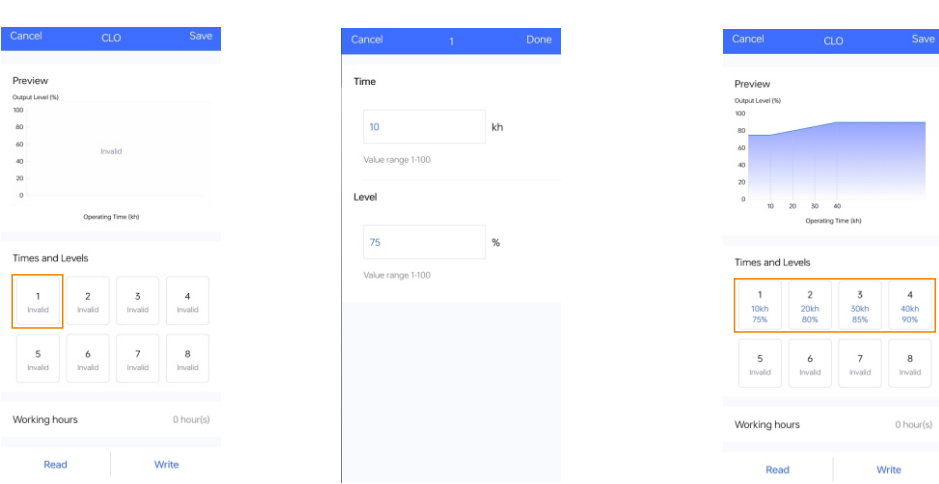 Cancel CLO Save
Preview
Output Level (%)
100
80
60
40
20
0
Invalid
Operating Time (kh)
Times and Levels
1 2 3 4
Invalid Invalid Invalid Invalid
5 6 7 8
Invalid Invalid Invalid Invalid
Working hours 0 hour(s)
Read Write
Cancel 1 Done
Time
10 kh
Value range 1-100
Level
75 %
Value range 1-100
Cancel CLO Save
Preview
Output Level (%)
100
80
60
40
20
0
10 20 30 40
Operating Time (kh)
Times and Levels
1 2 3 4
10kh 20kh 30kh 40kh
75% 80% 85% 90%
5 6 7 8
Invalid Invalid Invalid Invalid
Working hours 0 hour(s)
Read Write